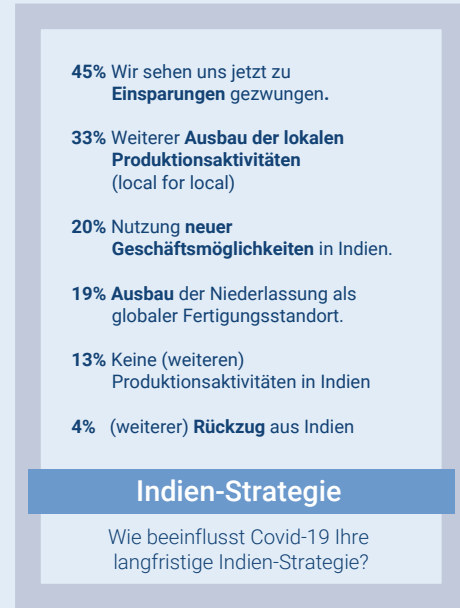 45% Wir sehen uns jetzt zu
Einsparungen gezwungen.
33% Weiterer Ausbau der lokalen
Produktionsaktivitäten
(local for local)
20% Nutzung neuer
Geschäftsmöglichkeiten in Indien.
19% Ausbau der Niederlassung als
globaler Fertigungsstandort.
13% Keine (weiteren)
Produktionsaktivitäten in Indien
4% (weiterer) Rückzug aus Indien
Indien-Strategie
Wie beeinflusst Covid-19 Ihre
langfristige Indien-Strategie?